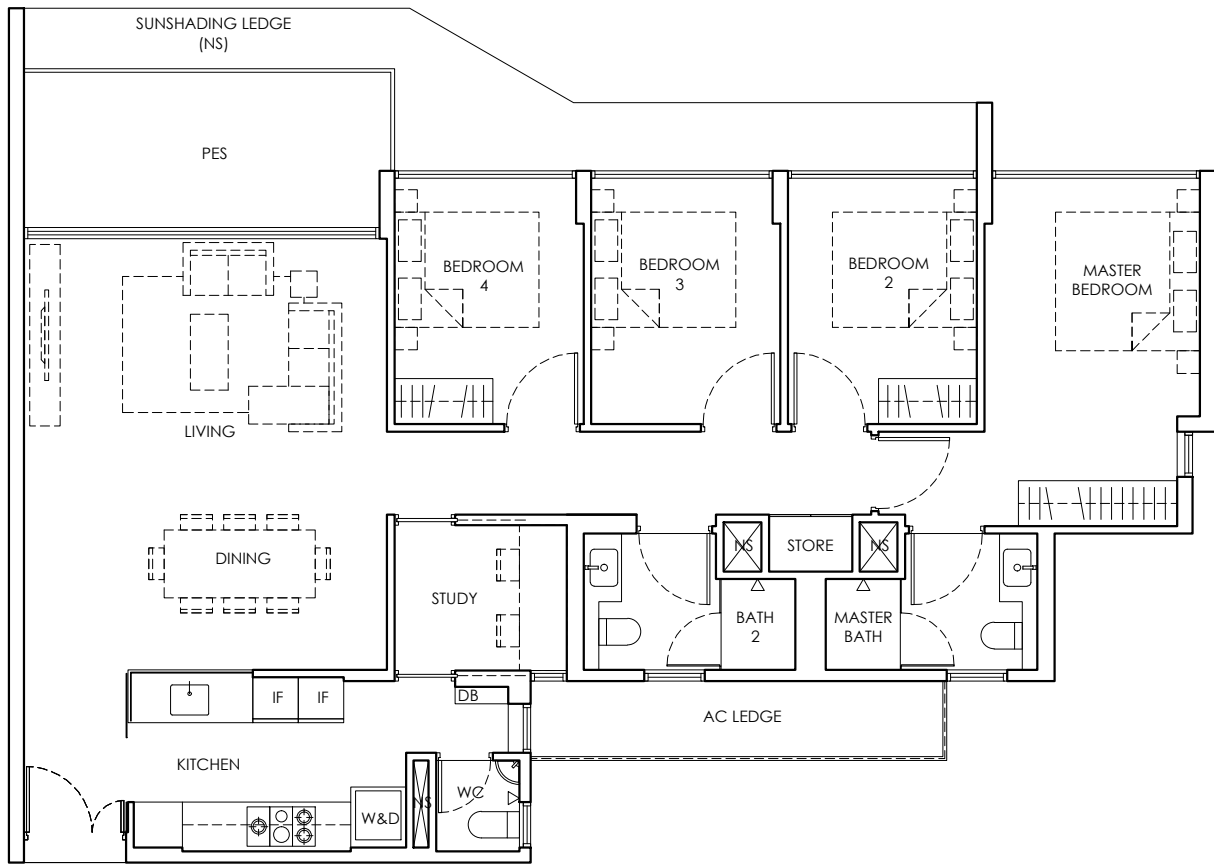 SUNSHADING LEDGE
(NS)
PES
BEDROOM
4
BEDROOM
3
BEDROOM
2
MASTER
BEDROOM
LIVING
DINING
STUDY
NS
STORE
NS
BATH
2
MASTER
BATH
IF
IF
DB
AC LEDGE
KITCHEN
W&D
NS
WC